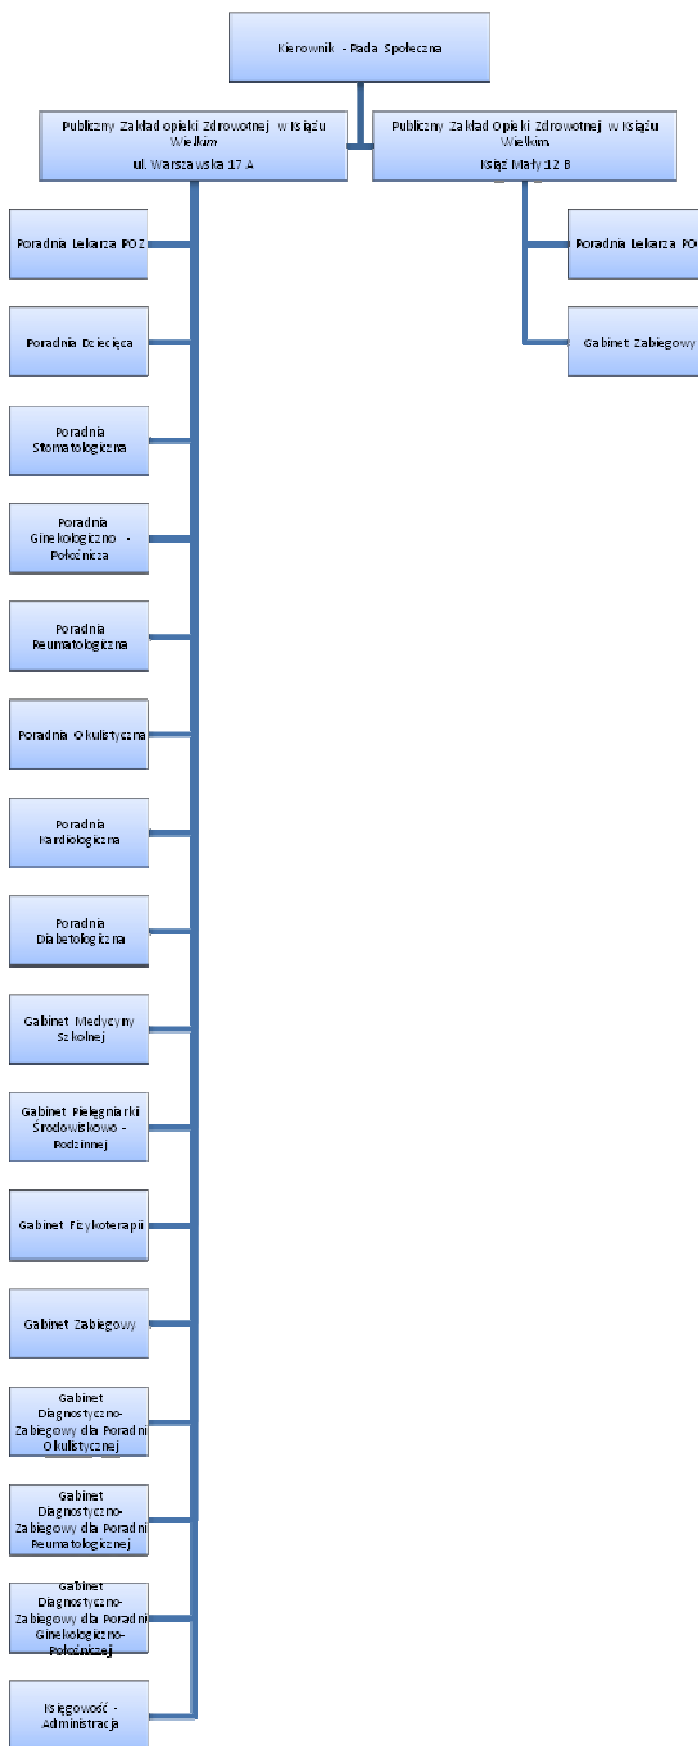 Kierownik - Rada Społeczna
Publiczny Zakład opieki Zdrowotnej w Książu
Wielkim
ul. Warszawska 17 A
Publiczny Zakład Opieki Zdrowotnej w Książu
Wielkim
Książ Mały 12 B
Poradnia Lekarza POZ
Poradnia Dziecięca
Poradnia
Stomatologiczna
Poradnia
Ginekologiczno -
Położnicza
Poradnia
Reumatologiczna
Poradnia Okulistyczna
Poradnia
Kardiologiczna
Poradnia
Diabetologiczna
Gabinet Medycyny
Szkolnej
Gabinet Pielęgniarki
Środowiskowo -
Rodzinnej
Gabinet Fizykoterapii
Gabinet Zabiegowy
Gabinet
Diagnostyczno-
Zabiegowy dla Poradni
Okulistycznej
Gabinet
Diagnostyczno-
Zabiegowy dla Poradni
Reumatologicznej
Gabinet
Diagnostyczno-
Zabiegowy dla Poradni
Ginekologiczno-
Położniczej
Księgowość -
Administracja
Poradnia Lekarza PO
Gabinet Zabiegowy